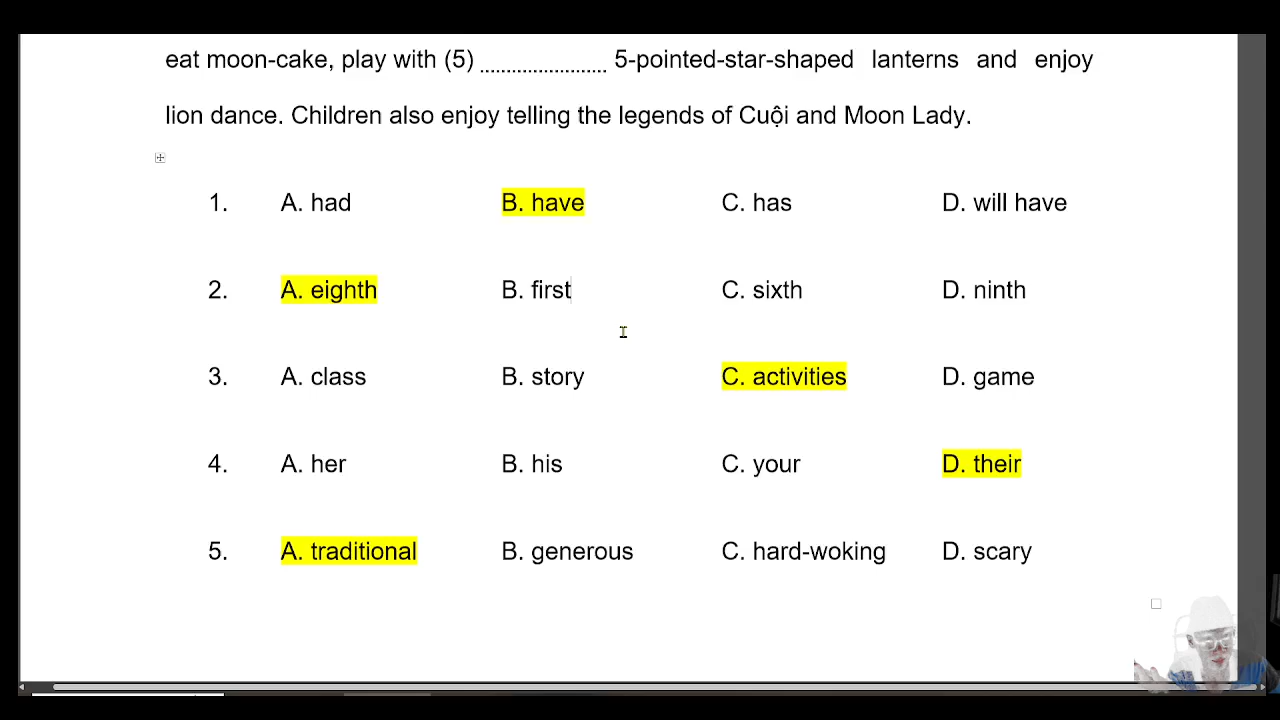 eat moon-cake, play with (5) ........................ 5-pointed-star-shaped lanterns and enjoy
lion dance. Children also enjoy telling the legends of Cuội and Moon Lady.
1. A. had B. have C. has D. will have
2. A. eighth B. first C. sixth D. ninth
3. A. class B. story C. activities D. game
4. A. her B. his C. your D. their
5. A. traditional B. generous C. hard-woking D. scary